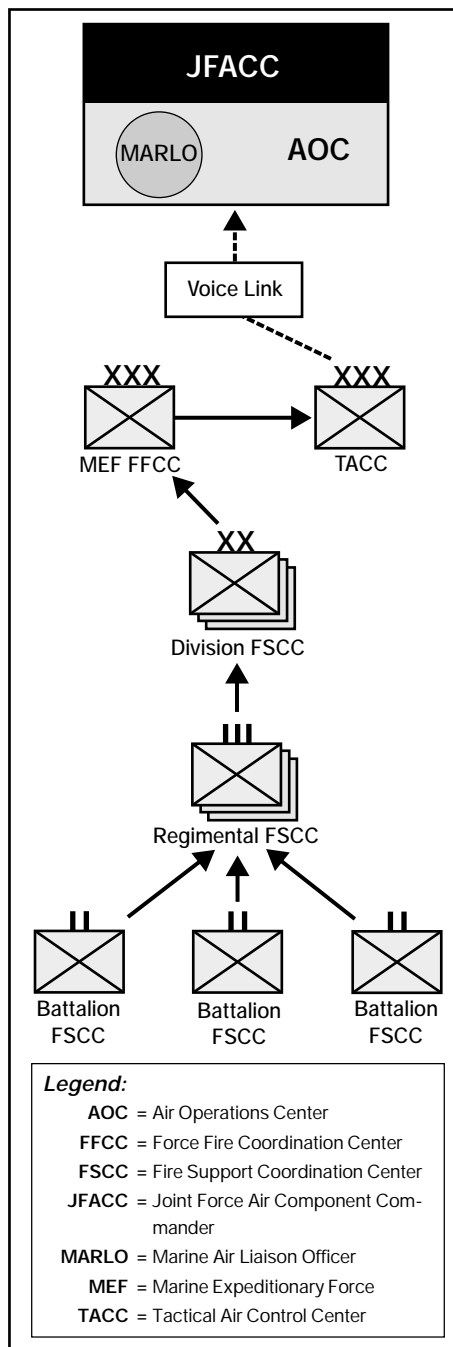 JFACC
MARLO
AOC
Voice Link
XXX
XXX
MEF FFCC
TACC
XX
Division FSCC
III
Regimental FSCC
II
II
II
Battalion
FSCC
Battalion
FSCC
Battalion
FSCC
Legend:
AOC = Air Operations Center
FFCC = Force Fire Coordination Center
FSCC = Fire Support Coordination Center
JFACC = Joint Force Air Component Com-
mander
MARLO = Marine Air Liaison Officer
MEF = Marine Expeditionary Force
TACC = Tactical Air Control Center